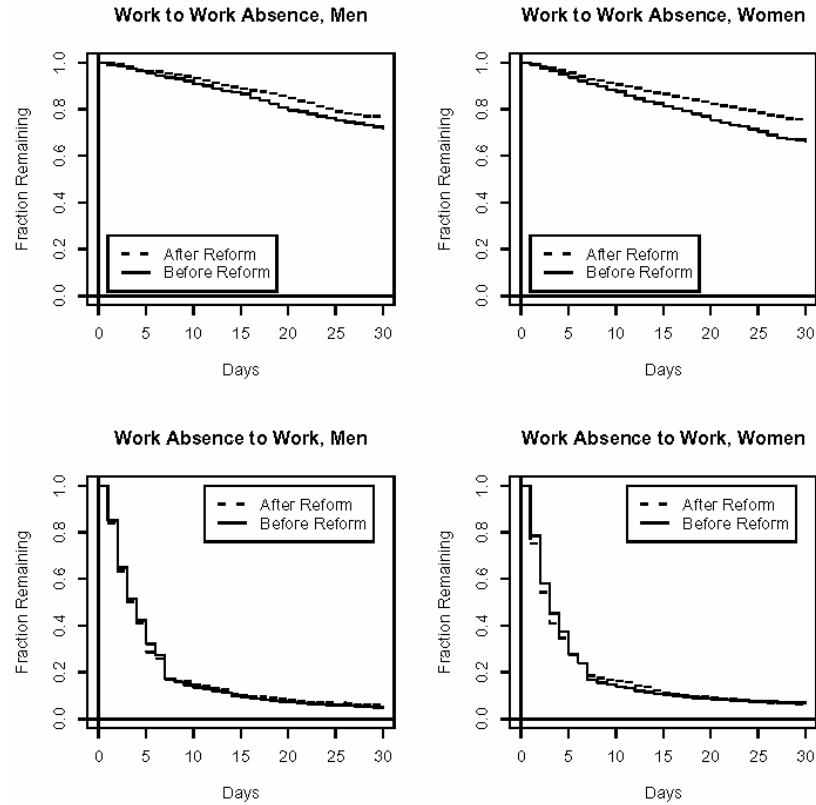 Work to Work Absence, Men
Fraction Remaining
1.0
0.8
0.6
0.4
0.2
0.0
After Reform
Before Reform
0 5 10 15 20 25 30
Days
Work to Work Absence, Women
Fraction Remaining
1.0
0.8
0.6
0.4
0.2
0.0
After Reform
Before Reform
0 5 10 15 20 25 30
Days
Work Absence to Work, Men
Fraction Remaining
1.0
0.8
0.6
0.4
0.2
0.0
After Reform
Before Reform
0 5 10 15 20 25 30
Days
Work Absence to Work, Women
Fraction Remaining
1.0
0.8
0.6
0.4
0.2
0.0
After Reform
Before Reform
0 5 10 15 20 25 30
Days